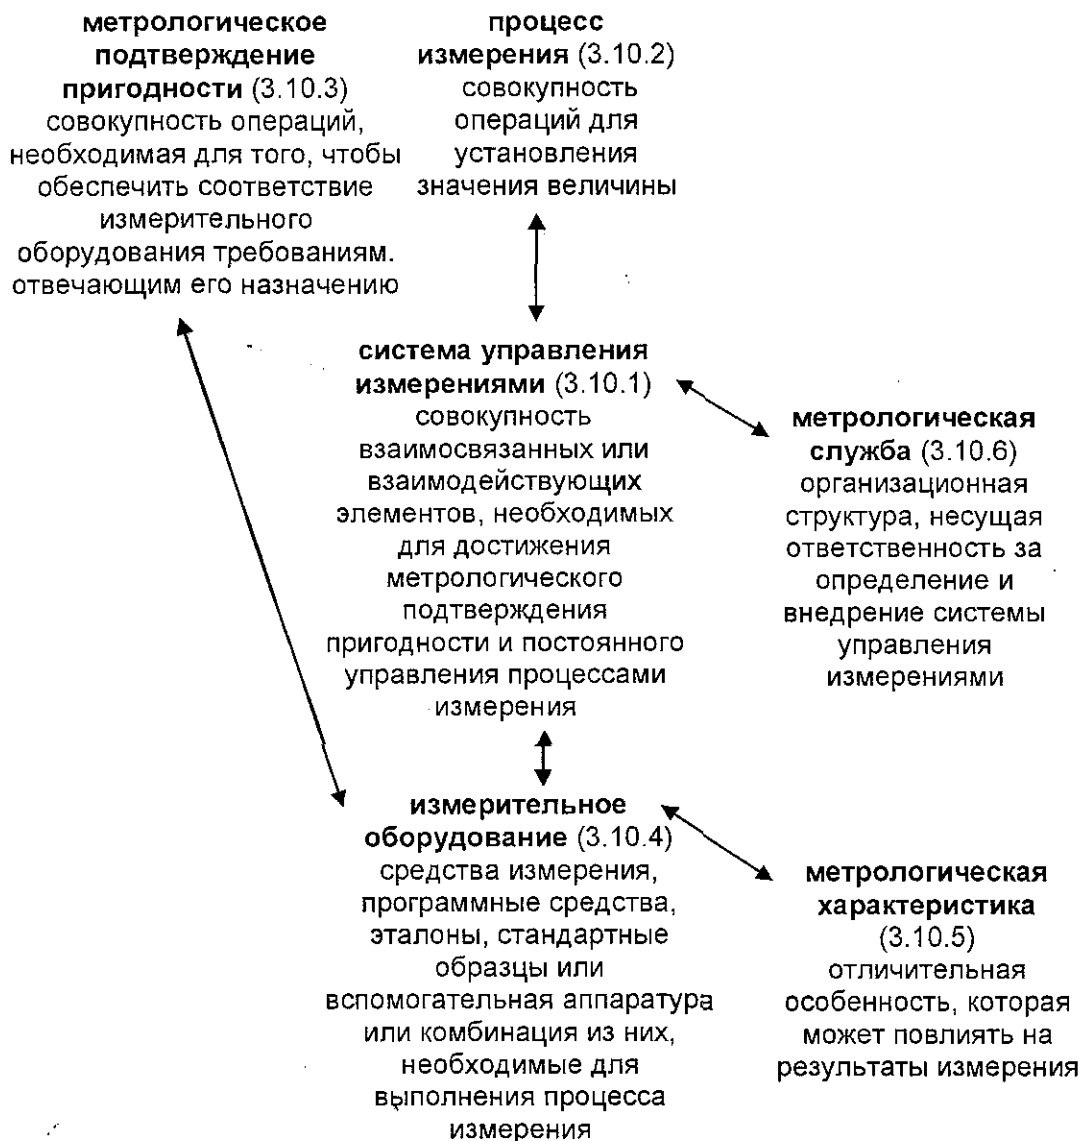 метрологическое
подтверждение
пригодности (3.10.3)
совокупность операций,
необходимая для того, чтобы
обеспечить соответствие
измерительного
оборудования требованиям.
отвечающим его назначению
процесс
измерения (3.10.2)
совокупность
операций для
установления
значения величины
система управления
измерениями (3.10.1)
совокупность
взаимосвязанных или
взаимодействующих
элементов, необходимых
для достижения
метрологического
подтверждения
пригодности и постоянного
управления процессами
измерения
метрологическая
служба (3.10.6)
организационная
структура, несущая
ответственность за
определение и
внедрение системы
управления
измерениями
измерительное
оборудование (3.10.4)
средства измерения,
программные средства,
эталоны, стандартные
образцы или
вспомогательная аппаратура
или комбинация из них,
необходимые для
выполнения процесса
измерения
метрологическая
характеристика
(3.10.5)
отличительная
особенность, которая
может повлиять на
результаты измерения